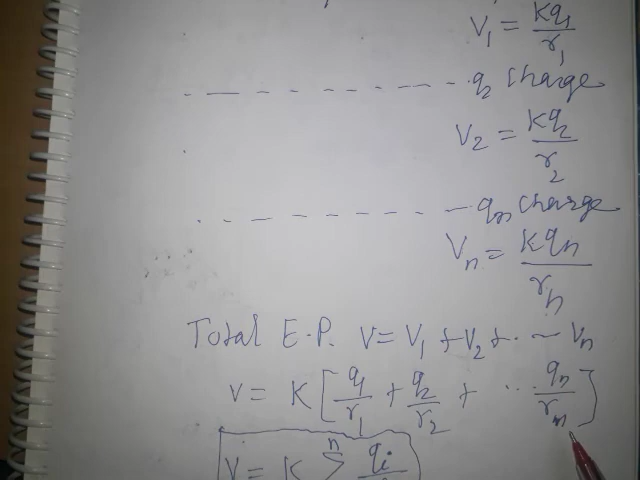 V₁ = Kq₁/r₁
- - - - - - - - - - q₂ charge
V₂ = Kq₂/r₂
- - - - - - - - - - qₙ charge
Vₙ = Kqₙ/rₙ
Total E.P. V = V₁ + V₂ + ·- - Vₙ
V = K[q₁/r₁ + q₂/r₂ + ... qₙ/rₙ]
V = K Σⁿ qᵢ/